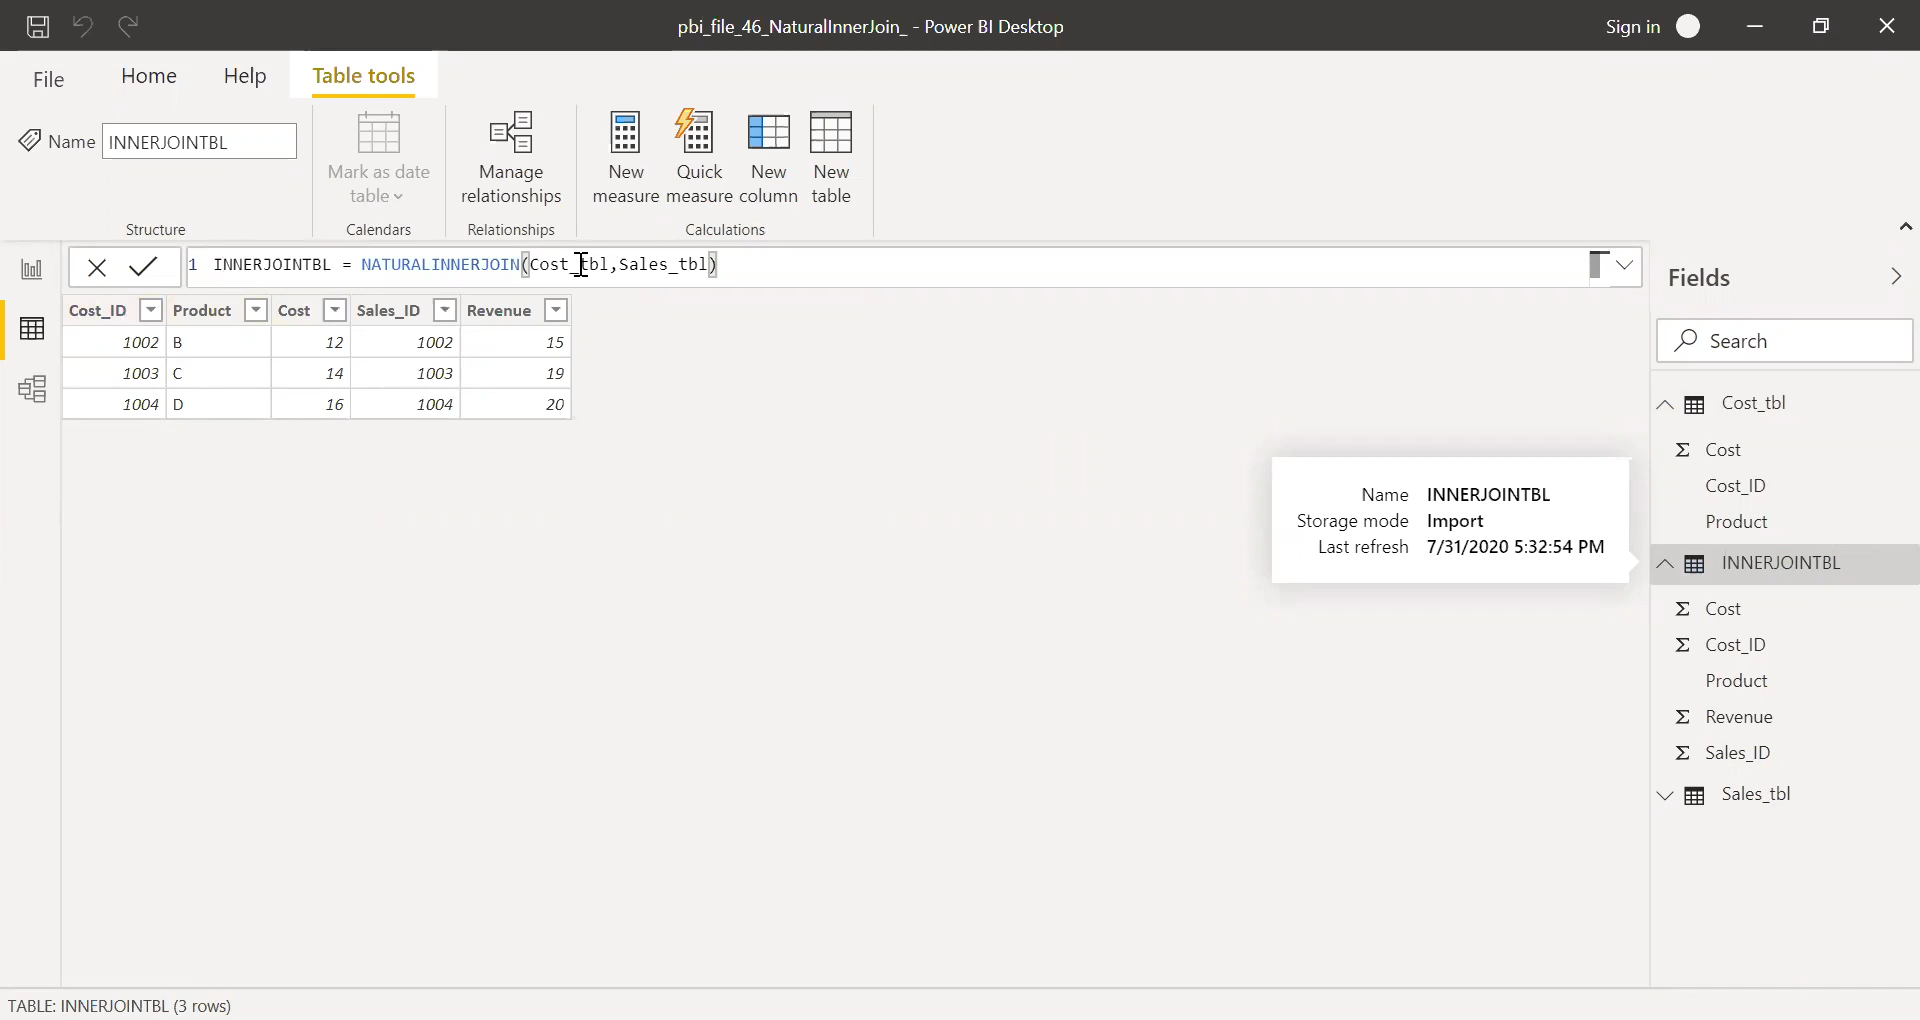 pbi_file_46_NaturalInnerJoin_ - Power BI Desktop
Sign in
File
Home
Help
Table tools
Name
INNERJOINTBL
Mark as date
table
Manage
relationships
New
measure
Quick
measure
New
column
New
table
Structure
Calendars
Relationships
Calculations
1 INNERJOINTBL = NATURALINNERJOIN(Cost_tbl,Sales_tbl)
Cost_ID Product Cost Sales_ID Revenue
1002 B 12 1002 15
1003 C 14 1003 19
1004 D 16 1004 20
Name INNERJOINTBL
Storage mode Import
Last refresh 7/31/2020 5:32:54 PM
Fields
Search
Cost_tbl
Σ Cost
Cost_ID
Product
INNERJOINTBL
Σ Cost
Σ Cost_ID
Product
Σ Revenue
Σ Sales_ID
Sales_tbl
TABLE: INNERJOINTBL (3 rows)